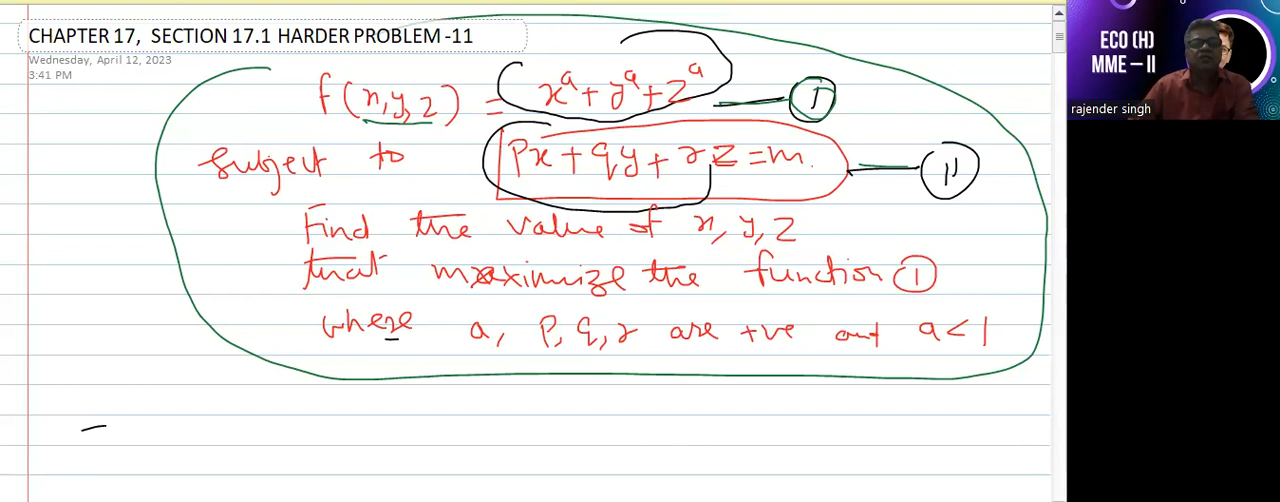 CHAPTER 17, SECTION 17.1 HARDER PROBLEM -11
Wednesday, April 12, 2023
3:41 PM
f(x,y,z) = x^a + y^a + z^a — I
Subject to px + qy + rz = m. — II
Find the value of x, y, z
that maximize the function ①
where a, p, q, r are +ve and a < 1
ECO (H)
MME – II
rajender singh